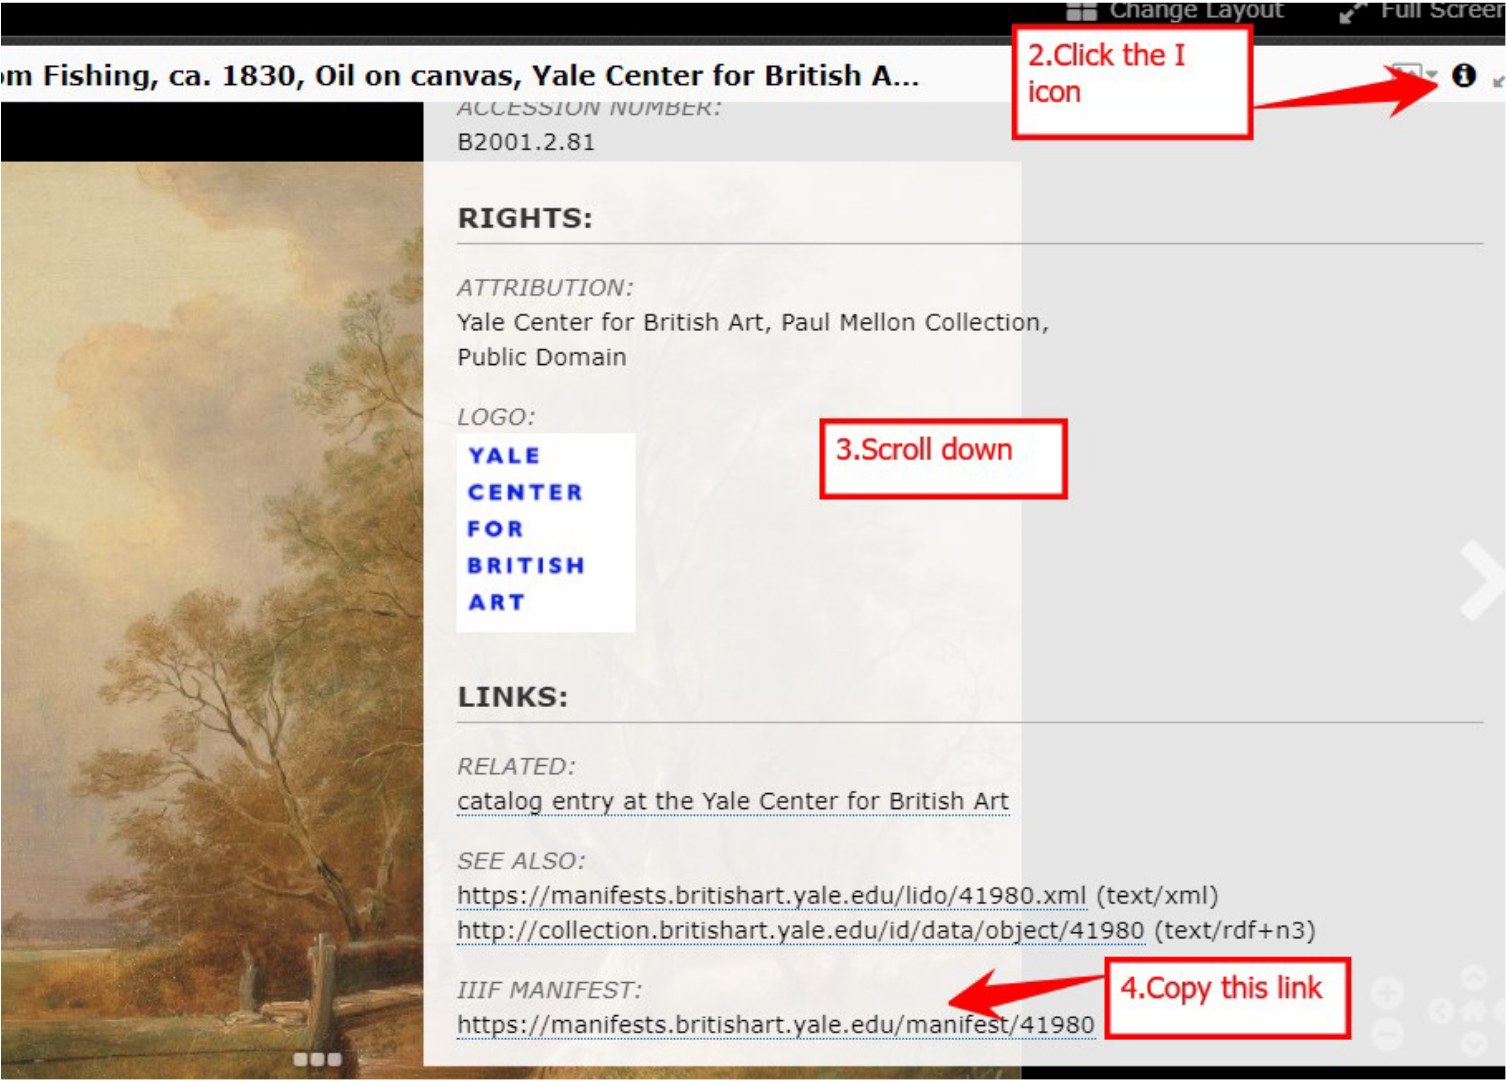 Change Layout Full Screen
2.Click the I
icon
om Fishing, ca. 1830, Oil on canvas, Yale Center for British A...
ACCESSION NUMBER:
B2001.2.81
RIGHTS:
ATTRIBUTION:
Yale Center for British Art, Paul Mellon Collection,
Public Domain
LOGO:
YALE
CENTER
FOR
BRITISH
ART
3.Scroll down
LINKS:
RELATED:
catalog entry at the Yale Center for British Art
SEE ALSO:
https://manifests.britishart.yale.edu/lido/41980.xml (text/xml)
http://collection.britishart.yale.edu/id/data/object/41980 (text/rdf+n3)
IIIF MANIFEST:
4.Copy this link
https://manifests.britishart.yale.edu/manifest/41980